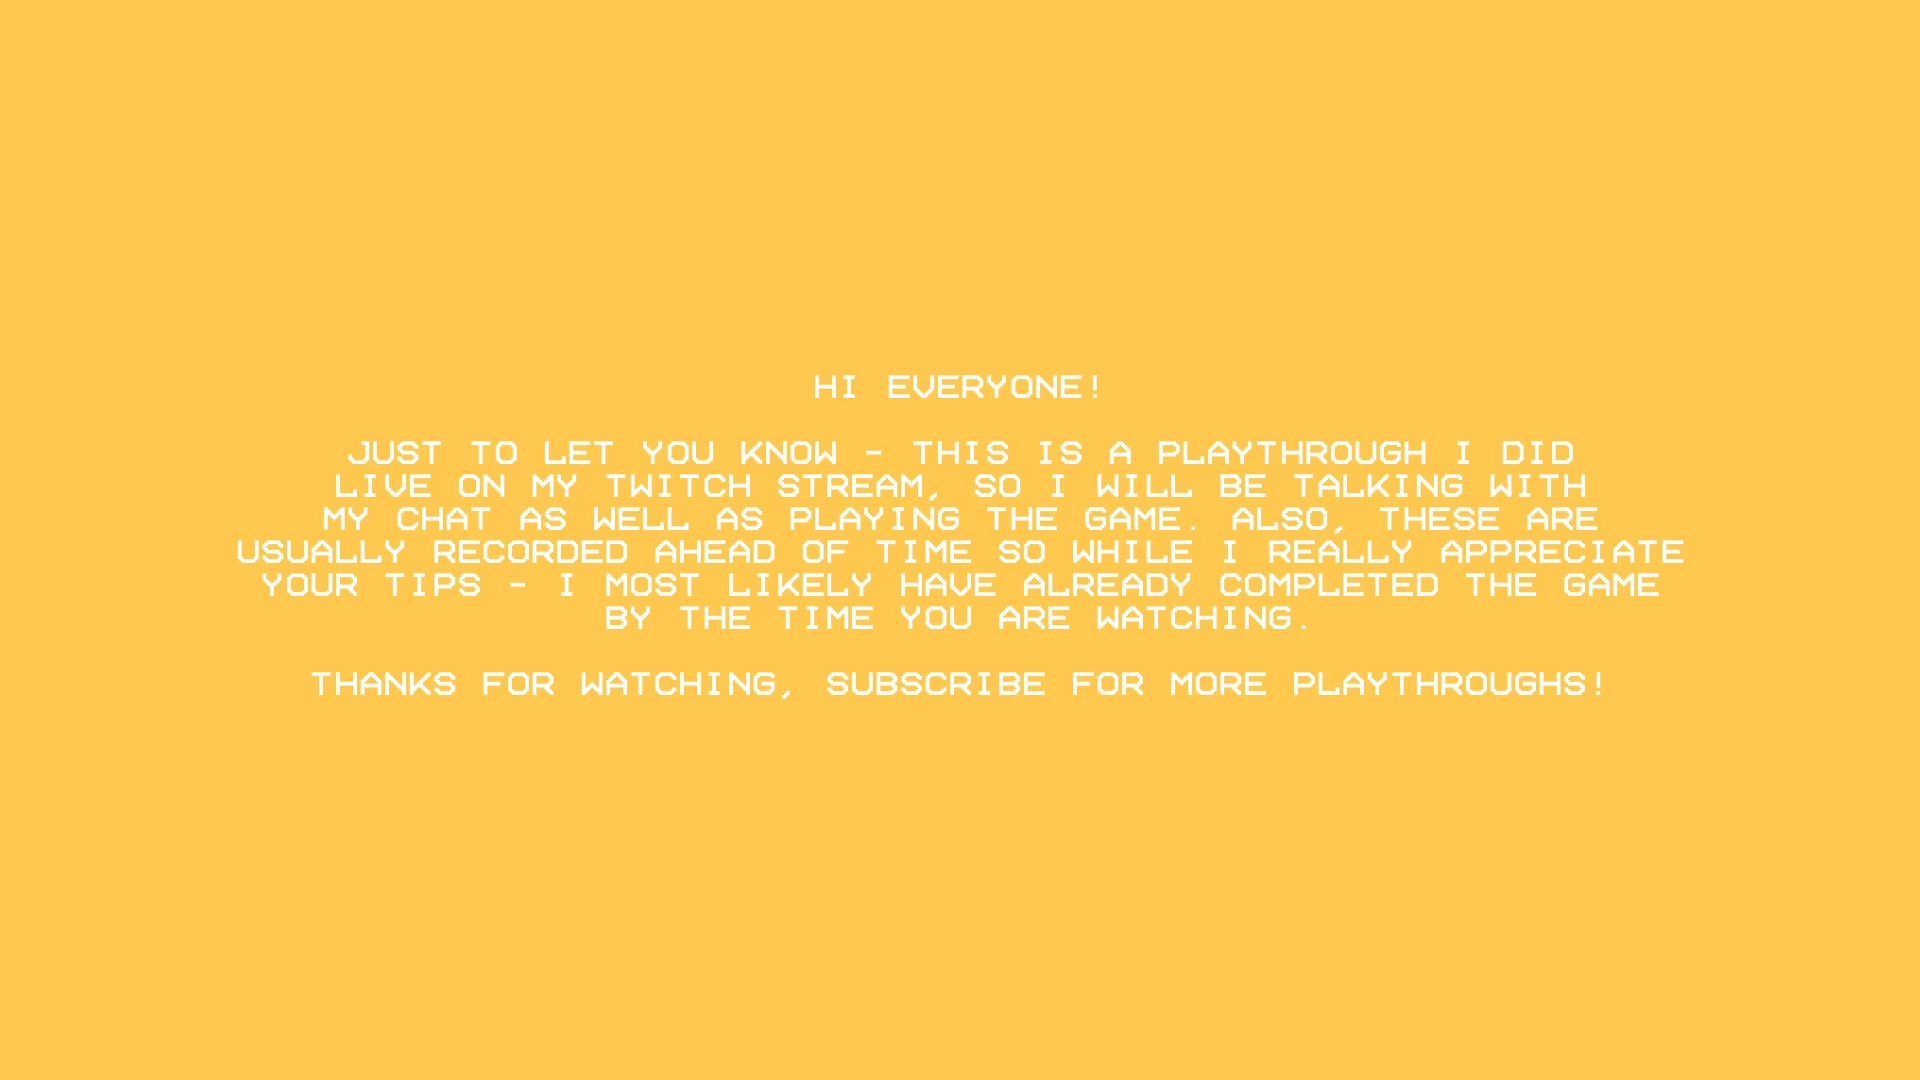 HI EVERYONE!
JUST TO LET YOU KNOW - THIS IS A PLAYTHROUGH I DID
LIVE ON MY TWITCH STREAM, SO I WILL BE TALKING WITH
MY CHAT AS WELL AS PLAYING THE GAME. ALSO, THESE ARE
USUALLY RECORDED AHEAD OF TIME SO WHILE I REALLY APPRECIATE
YOUR TIPS - I MOST LIKELY HAVE ALREADY COMPLETED THE GAME
BY THE TIME YOU ARE WATCHING.
THANKS FOR WATCHING, SUBSCRIBE FOR MORE PLAYTHROUGHS!